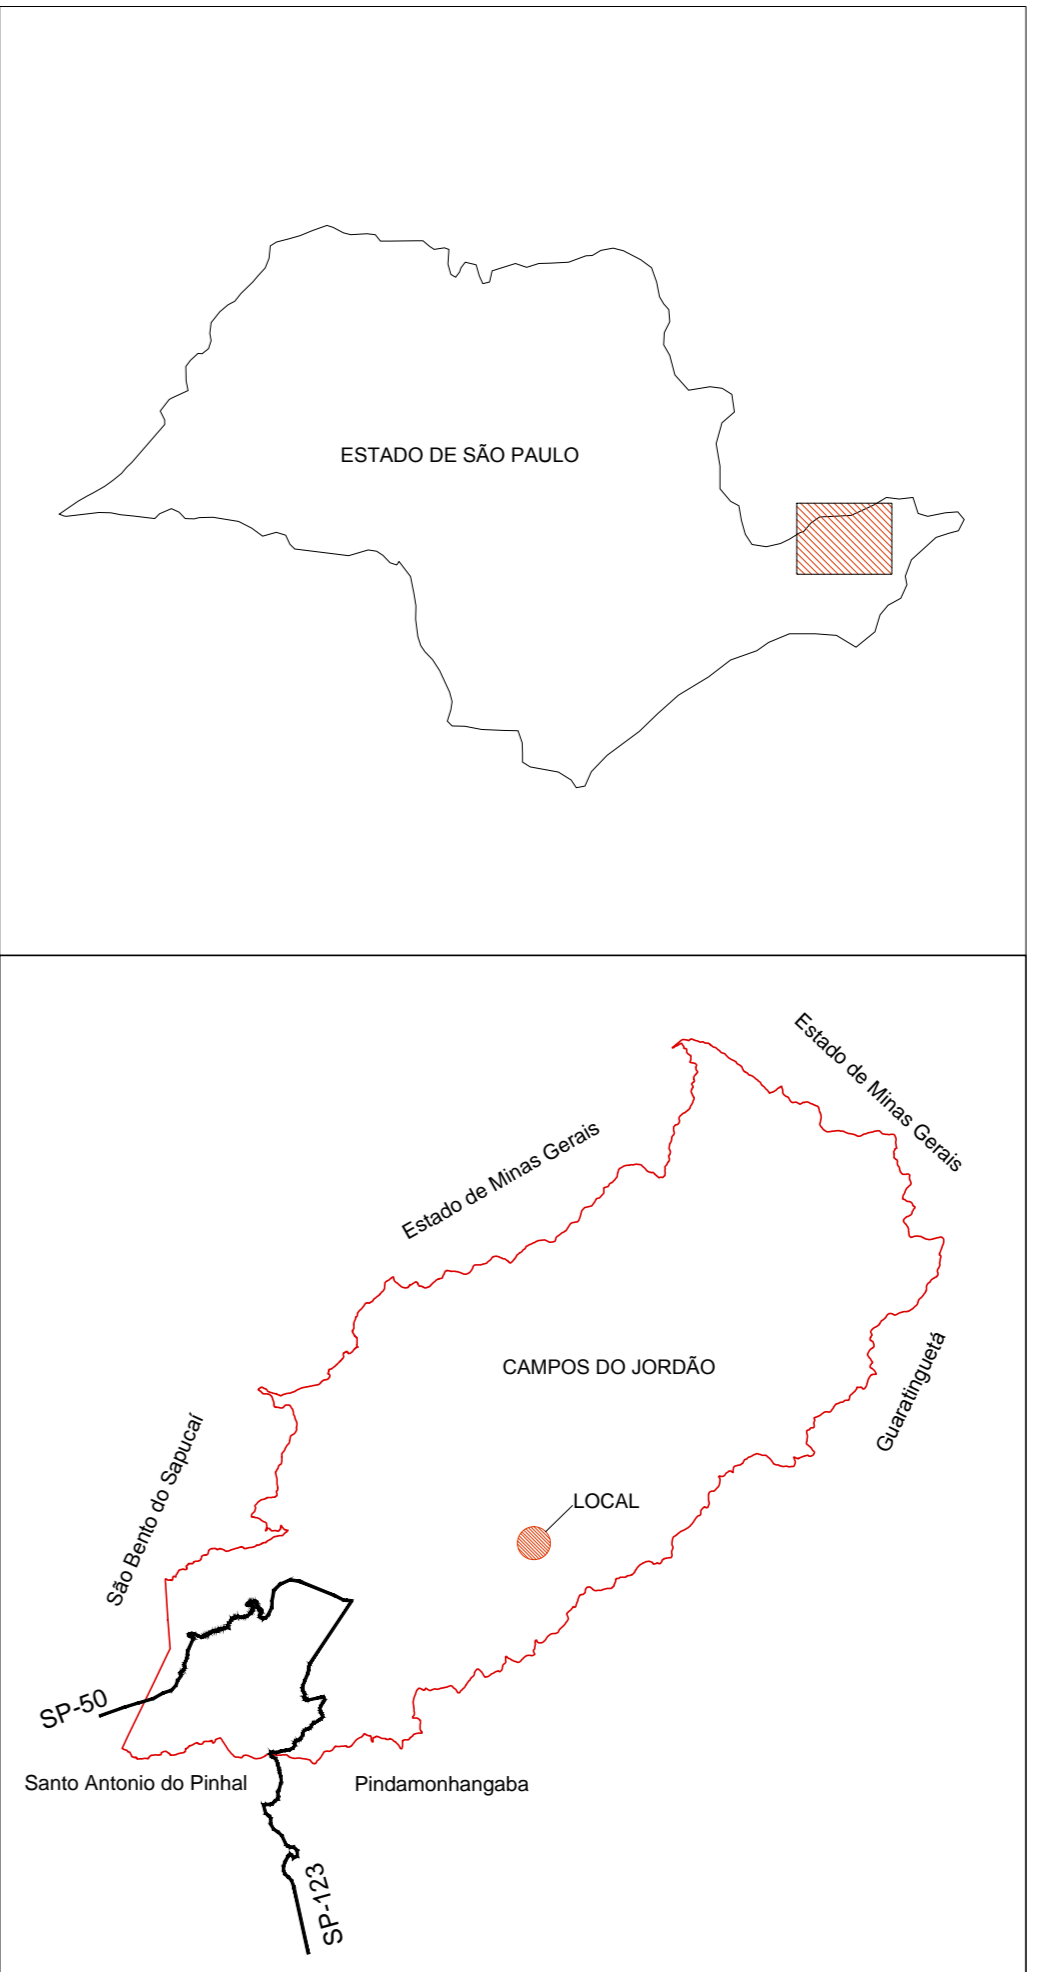 ESTADO DE SÃO PAULO
Estado de Minas Gerais
Estado de Minas Gerais
CAMPOS DO JORDÃO
Guaratinguetá
São Bento do Sapucaí
LOCAL
SP-50
Santo Antonio do Pinhal
Pindamonhangaba
SP-123